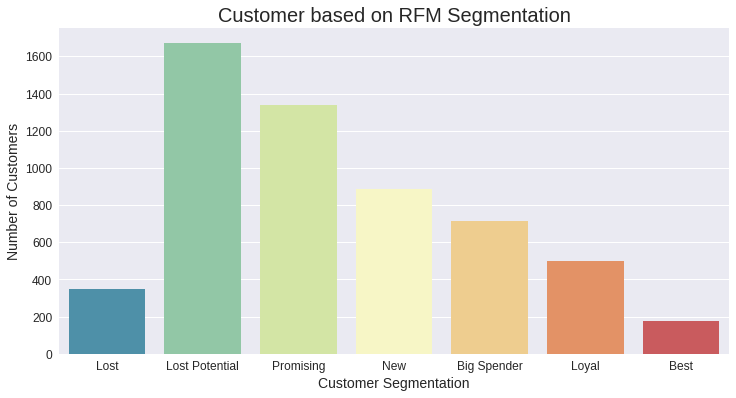 Customer based on RFM Segmentation
Number of Customers
1600
1400
1200
1000
800
600
400
200
0
Lost Lost Potential Promising New Big Spender Loyal Best
Customer Segmentation